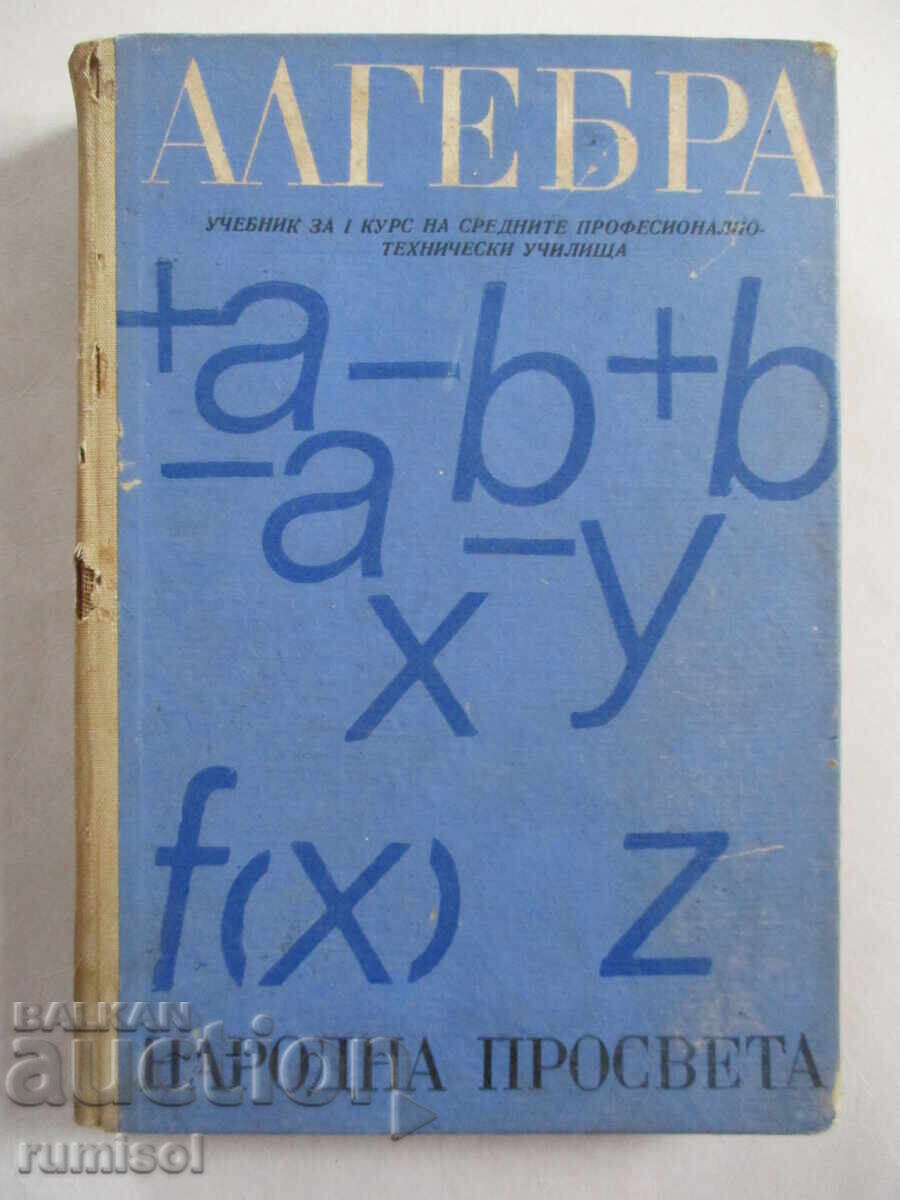 АЛГЕБРА
УЧЕБНИК ЗА I КУРС НА СРЕДНИТЕ ПРОФЕСИОНАЛНО-
ТЕХНИЧЕСКИ УЧИЛИЩА
+a – b + b
– a – y
x
f(x) z
НАРОДНА ПРОСВЕТА
BALKAN
auction
rumisol